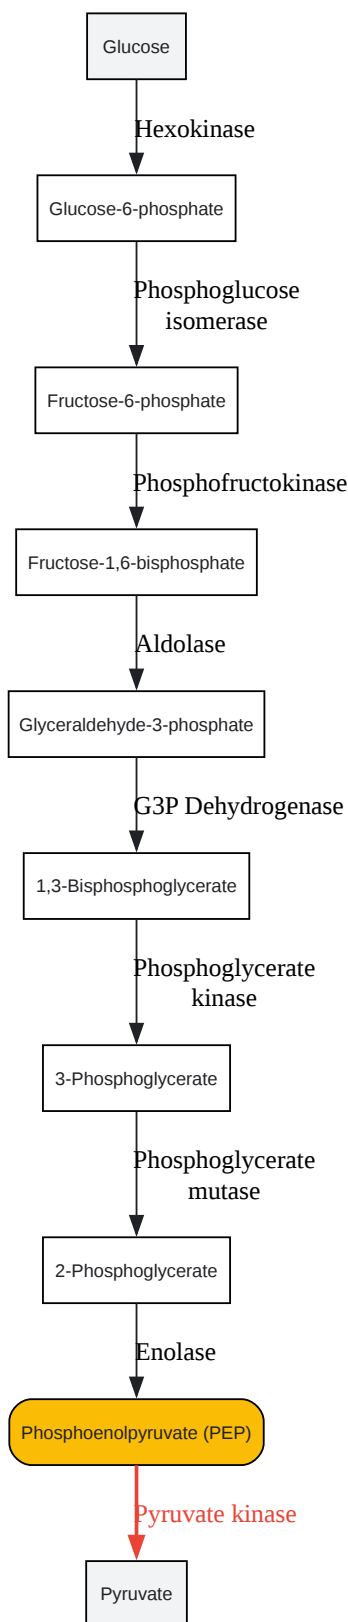 Glucose
Hexokinase
Glucose-6-phosphate
Phosphoglucose
isomerase
Fructose-6-phosphate
Phosphofructokinase
Fructose-1,6-bisphosphate
Aldolase
Glyceraldehyde-3-phosphate
G3P Dehydrogenase
1,3-Bisphosphoglycerate
Phosphoglycerate
kinase
3-Phosphoglycerate
Phosphoglycerate
mutase
2-Phosphoglycerate
Enolase
Phosphoenolpyruvate (PEP)
Pyruvate kinase
Pyruvate